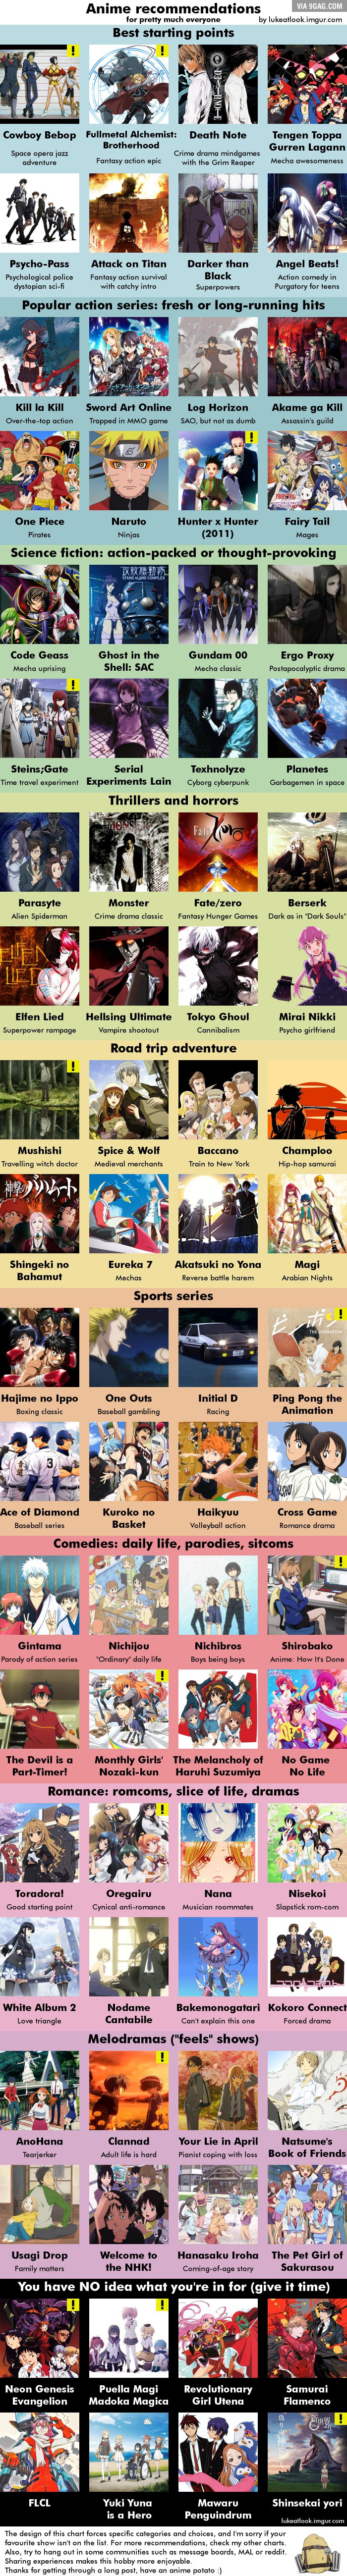 VIA 9GAG.COM
Anime recommendations
for pretty much everyone
by lukeatlook.imgur.com
Best starting points
Cowboy Bebop
Space opera jazz
adventure
Fullmetal Alchemist:
Brotherhood
Fantasy action epic
Death Note
Crime drama mindgames
with the Grim Reaper
Tengen Toppa
Gurren Lagann
Mecha awesomeness
Psycho-Pass
Psychological police
dystopian sci-fi
Attack on Titan
Fantasy action survival
with catchy intro
Darker than
Black
Superpowers
Angel Beats!
Action comedy in
Purgatory for teens
Popular action series: fresh or long-running hits
Kill la Kill
Over-the-top action
Sword Art Online
Trapped in MMO game
Log Horizon
SAO, but not as dumb
Akame ga Kill
Assassin's guild
One Piece
Pirates
Naruto
Ninjas
Hunter x Hunter
(2011)
Fairy Tail
Mages
Science fiction: action-packed or thought-provoking
Code Geass
Mecha uprising
Ghost in the
Shell: SAC
Gundam 00
Mecha classic
Ergo Proxy
Postapocalyptic drama
Steins;Gate
Time travel experiment
Serial
Experiments Lain
Texhnolyze
Cyborg cyberpunk
Planetes
Garbagemen in space
Thrillers and horrors
Parasyte
Alien Spiderman
Monster
Crime drama classic
Fate/zero
Fantasy Hunger Games
Berserk
Dark as in "Dark Souls"
Elfen Lied
Superpower rampage
Hellsing Ultimate
Vampire shootout
Tokyo Ghoul
Cannibalism
Mirai Nikki
Psycho girlfriend
Road trip adventure
Mushishi
Travelling witch doctor
Spice & Wolf
Medieval merchants
Baccano
Train to New York
Champloo
Hip-hop samurai
Shingeki no
Bahamut
Eureka 7
Mechas
Akatsuki no Yona
Reverse battle harem
Magi
Arabian Nights
Sports series
Hajime no Ippo
Boxing classic
One Outs
Baseball gambling
Initial D
Racing
Ping Pong the
Animation
Ace of Diamond
Baseball series
Kuroko no
Basket
Haikyuu
Volleyball action
Cross Game
Romance drama
Comedies: daily life, parodies, sitcoms
Gintama
Parody of action series
Nichijou
"Ordinary" daily life
Nichibros
Boys being boys
Shirobako
Anime: How It's Done
The Devil is a
Part-Timer!
Monthly Girls'
Nozaki-kun
The Melancholy of
Haruhi Suzumiya
No Game
No Life
Romance: romcoms, slice of life, dramas
Toradora!
Good starting point
Oregairu
Cynical anti-romance
Nana
Musician roommates
Nisekoi
Slapstick rom-com
White Album 2
Love triangle
Nodame
Cantabile
Bakemonogatari
Can't explain this one
Kokoro Connect
Forced drama
Melodramas ("feels" shows)
AnoHana
Tearjerker
Clannad
Adult life is hard
Your Lie in April
Pianist coping with loss
Natsume's
Book of Friends
Usagi Drop
Family matters
Welcome to
the NHK!
Hanasaku Iroha
Coming-of-age story
The Pet Girl of
Sakurasou
You have NO idea what you're in for (give it time)
Neon Genesis
Evangelion
Puella Magi
Madoka Magica
Revolutionary
Girl Utena
Samurai
Flamenco
FLCL
Yuki Yuna
is a Hero
Mawaru
Penguindrum
Shinsekai yori
lukeatlook.imgur.com
The design of this chart forces specific categories and choices, and I'm sorry if your
favourite show isn't on the list. For more recommendations, check my other charts.
Also, try to hang out in some communities such as message boards, MAL or reddit.
Sharing experiences makes this hobby more enjoyable.
Thanks for getting through a long post, have an anime potato :)